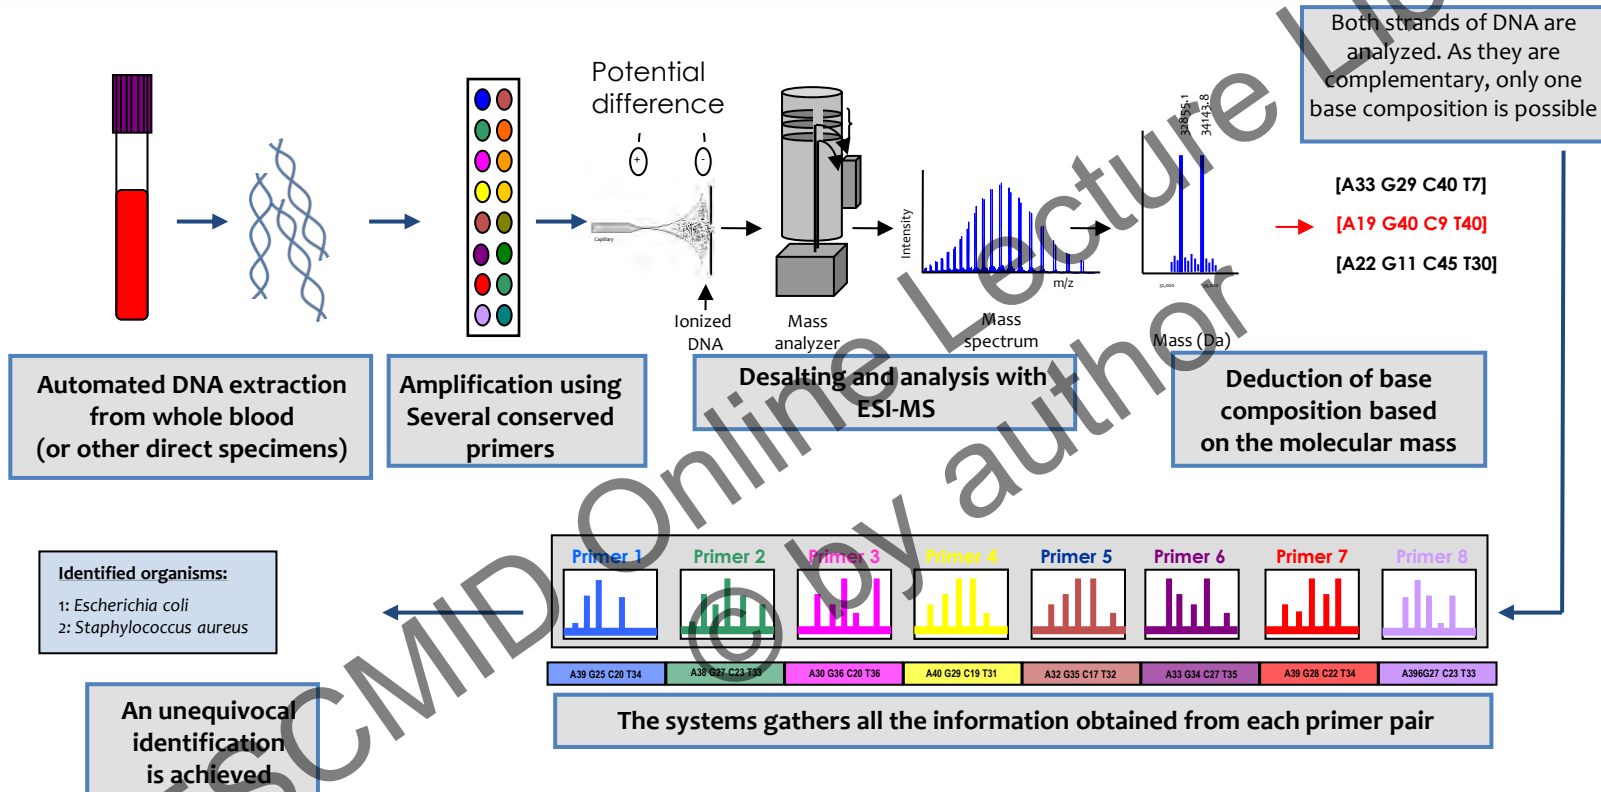 Both strands of DNA are
analyzed. As they are
complementary, only one
base composition is possible
Potential
difference
+
-
Capillary
Ionized
DNA
Mass
analyzer
Intensity
m/z
Mass
spectrum
32855.1
34143.8
32,000
34,000
Mass (Da)
[A33 G29 C40 T7]
[A19 G40 C9 T40]
[A22 G11 C45 T30]
Automated DNA extraction
from whole blood
(or other direct specimens)
Amplification using
Several conserved
primers
Desalting and analysis with
ESI-MS
Deduction of base
composition based
on the molecular mass
Primer 1
Primer 2
Primer 3
Primer 4
Primer 5
Primer 6
Primer 7
Primer 8
A39 G25 C20 T34
A38 G27 C23 T33
A30 G36 C20 T36
A40 G29 C19 T31
A32 G35 C17 T32
A33 G34 C27 T35
A39 G28 C22 T34
A396G27 C23 T33
The systems gathers all the information obtained from each primer pair
Identified organisms:
1: Escherichia coli
2: Staphylococcus aureus
An unequivocal
identification
is achieved
ESCMID Online Lecture Li
© by author